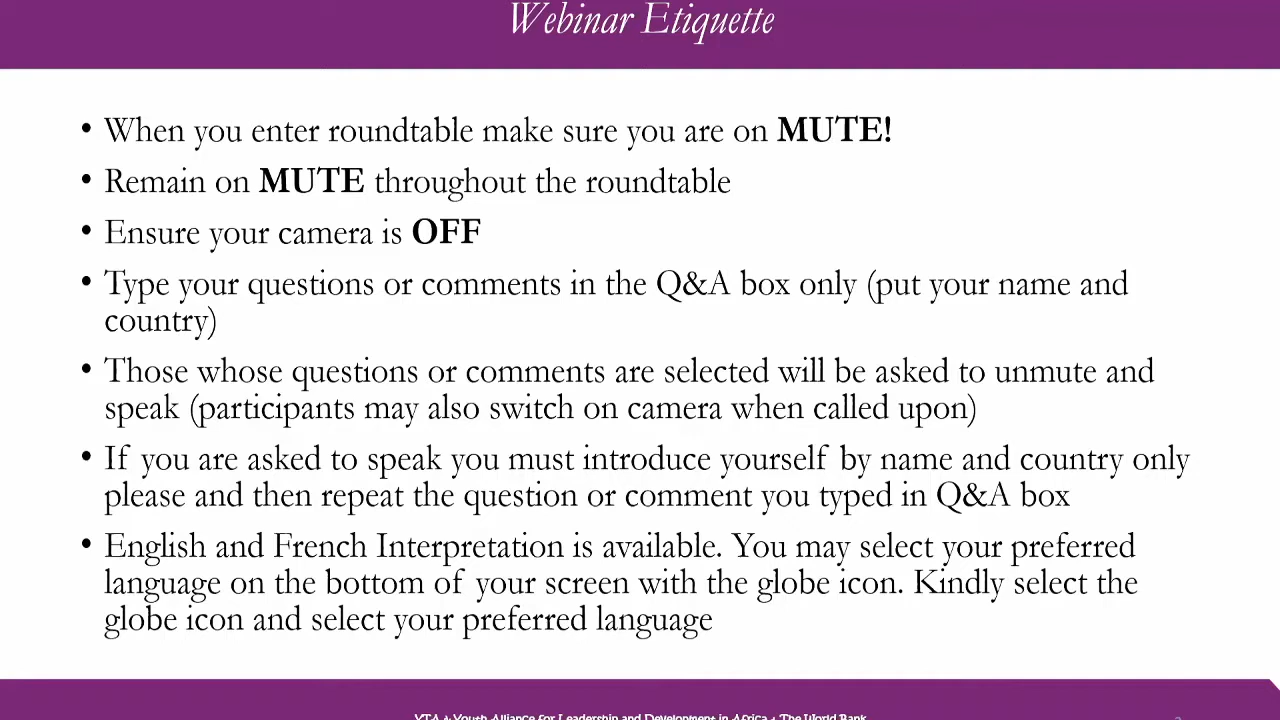 Webinar Etiquette
• When you enter roundtable make sure you are on MUTE!
• Remain on MUTE throughout the roundtable
• Ensure your camera is OFF
• Type your questions or comments in the Q&A box only (put your name and
country)
• Those whose questions or comments are selected will be asked to unmute and
speak (participants may also switch on camera when called upon)
• If you are asked to speak you must introduce yourself by name and country only
please and then repeat the question or comment you typed in Q&A box
• English and French Interpretation is available. You may select your preferred
language on the bottom of your screen with the globe icon. Kindly select the
globe icon and select your preferred language
Youth Alliance for Leadership and Development in Africa
The World Bank